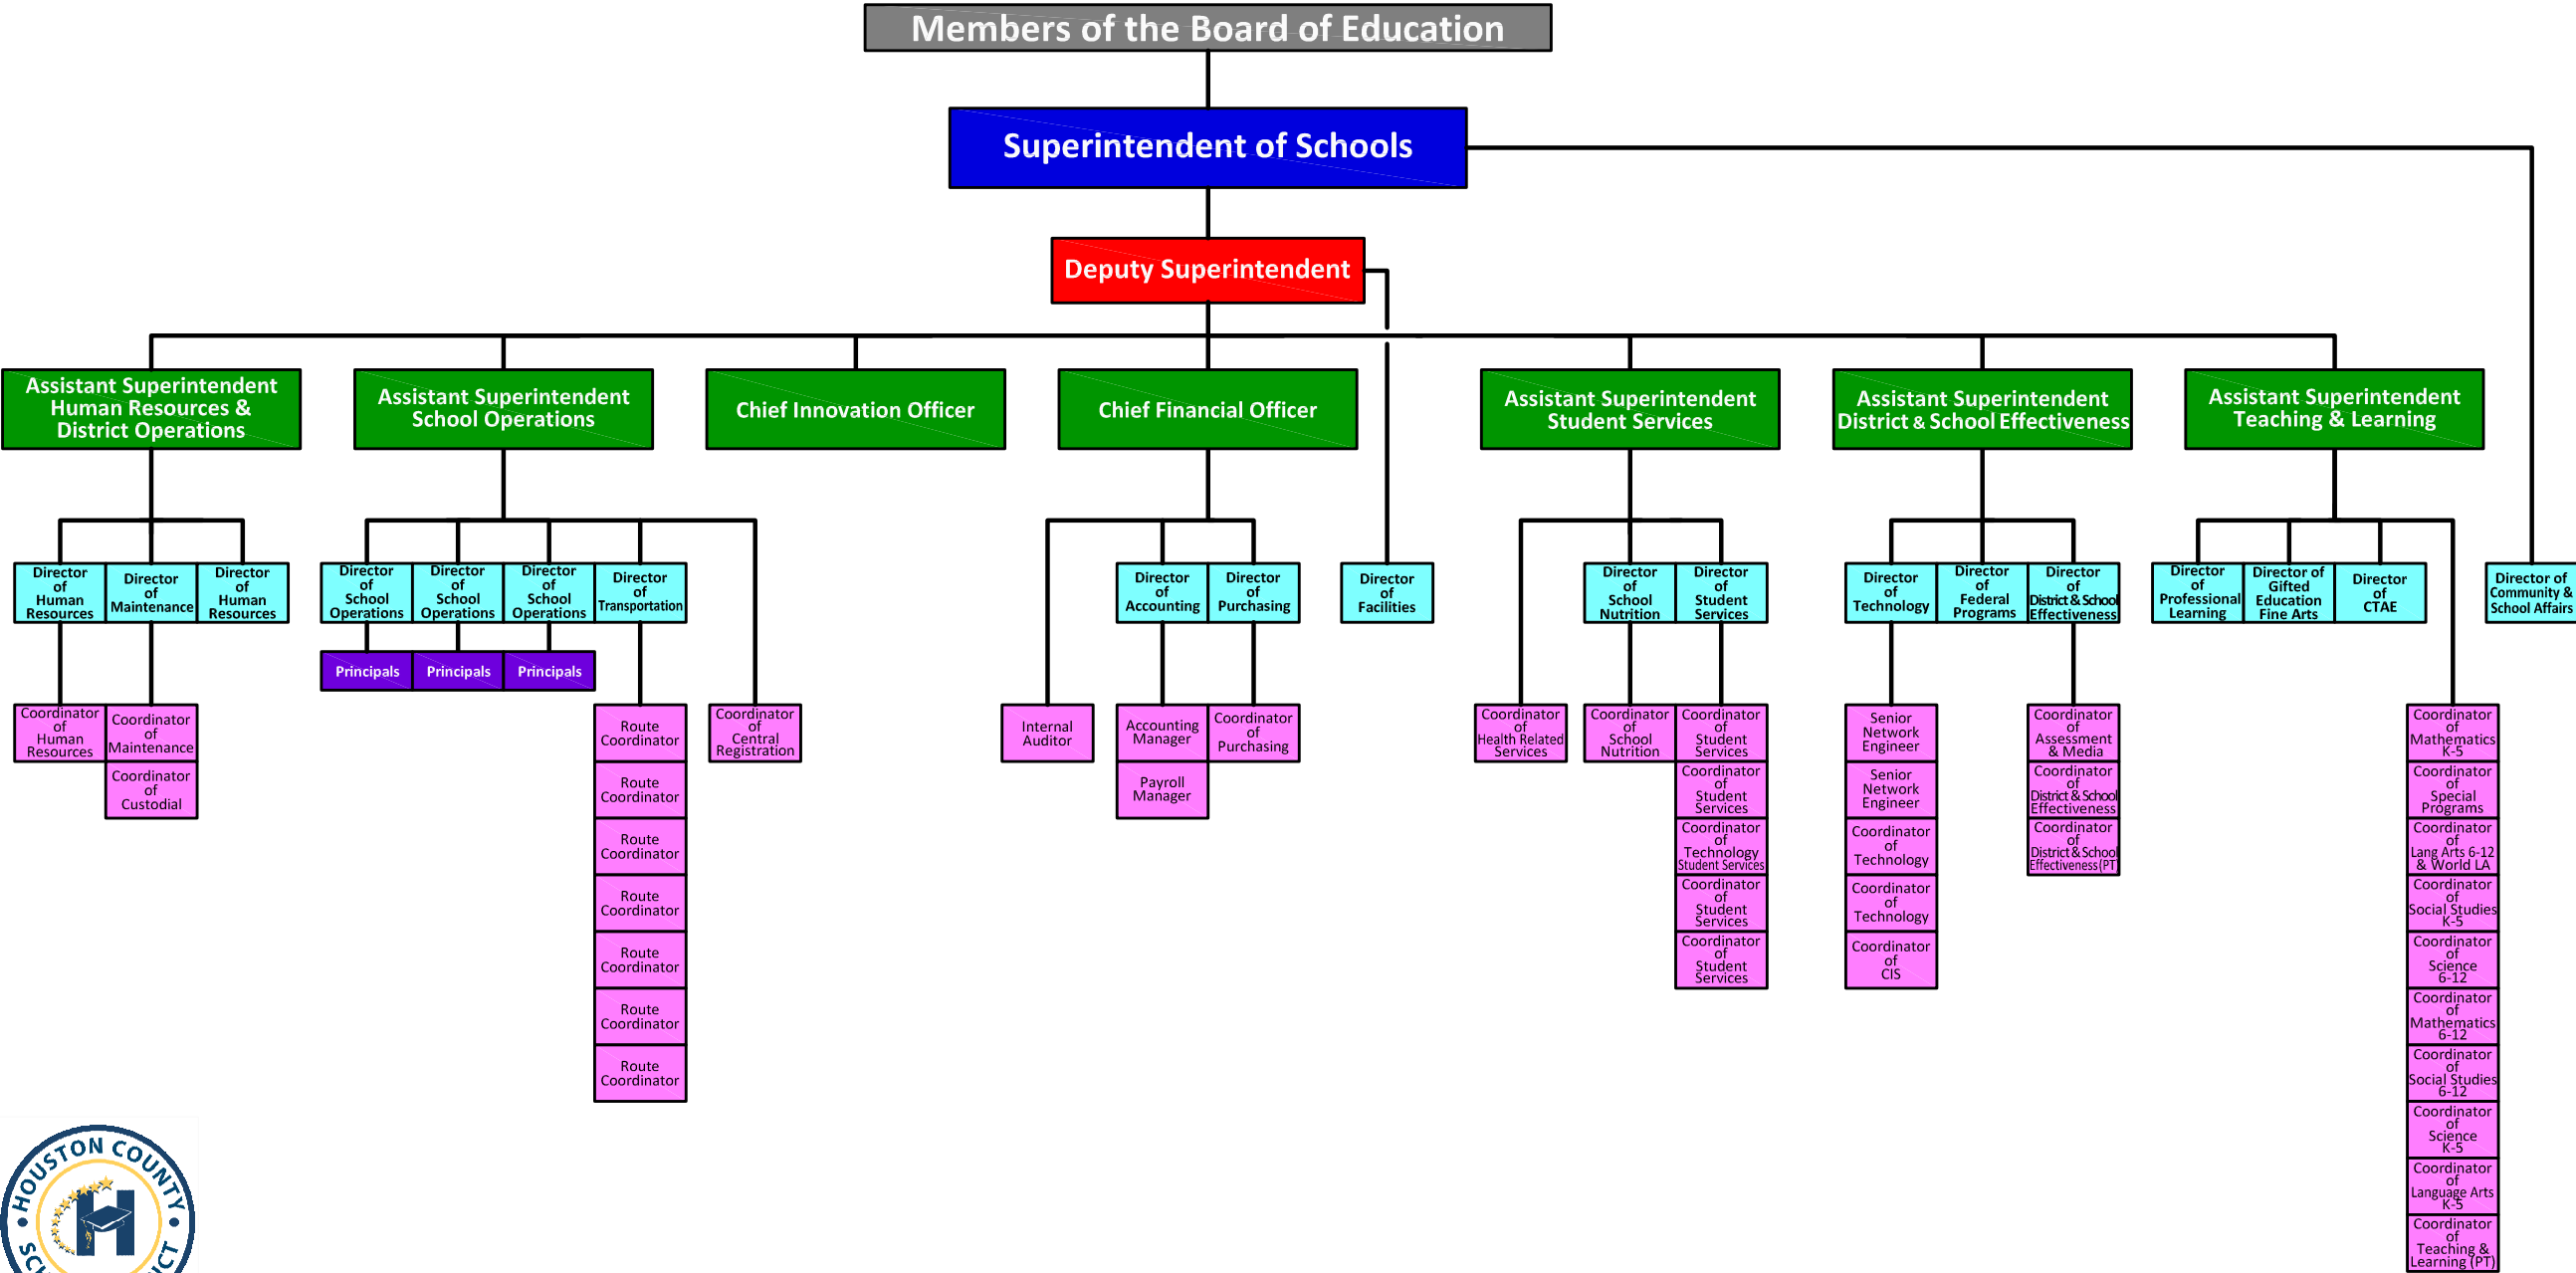 Members of the Board of Education
Superintendent of Schools
Deputy Superintendent
Assistant Superintendent
Human Resources &
District Operations
Assistant Superintendent
School Operations
Chief Innovation Officer
Chief Financial Officer
Assistant Superintendent
Student Services
Assistant Superintendent
District & School Effectiveness
Assistant Superintendent
Teaching & Learning
Director
of
Human
Resources
Director
of
Maintenance
Director
of
Human
Resources
Director
of
School
Operations
Director
of
School
Operations
Director
of
School
Operations
Director
of
Transportation
Director
of
Accounting
Director
of
Purchasing
Director
of
Facilities
Director
of
School
Nutrition
Director
of
Student
Services
Director
of
Technology
Director
of
Federal
Programs
Director
of
District & School
Effectiveness
Director
of
Professional
Learning
Director of
Gifted
Education
Fine Arts
Director
of
CTAE
Director of
Community &
School Affairs
Principals
Principals
Principals
Coordinator
of
Human
Resources
Coordinator
of
Maintenance
Coordinator
of
Custodial
Route
Coordinator
Route
Coordinator
Route
Coordinator
Route
Coordinator
Route
Coordinator
Route
Coordinator
Route
Coordinator
Coordinator
of
Central
Registration
Internal
Auditor
Accounting
Manager
Payroll
Manager
Coordinator
of
Purchasing
Coordinator
of
Health Related
Services
Coordinator
of
School
Nutrition
Coordinator
of
Student
Services
Coordinator
of
Student
Services
Coordinator
of
Technology
Student Services
Coordinator
of
Student
Services
Coordinator
of
Student
Services
Senior
Network
Engineer
Senior
Network
Engineer
Coordinator
of
Technology
Coordinator
of
Technology
Coordinator
of
CIS
Coordinator
of
Assessment
& Media
Coordinator
of
District & School
Effectiveness
Coordinator
of
District & School
Effectiveness (PT)
Coordinator
of
Mathematics
K-5
Coordinator
of
Special
Programs
Coordinator
of
Lang Arts 6-12
& World LA
Coordinator
of
Social Studies
K-5
Coordinator
of
Science
6-12
Coordinator
of
Mathematics
6-12
Coordinator
of
Social Studies
6-12
Coordinator
of
Science
K-5
Coordinator
of
Language Arts
K-5
Coordinator
of
Teaching &
Learning (PT)
HOUSTON COUNTY
H